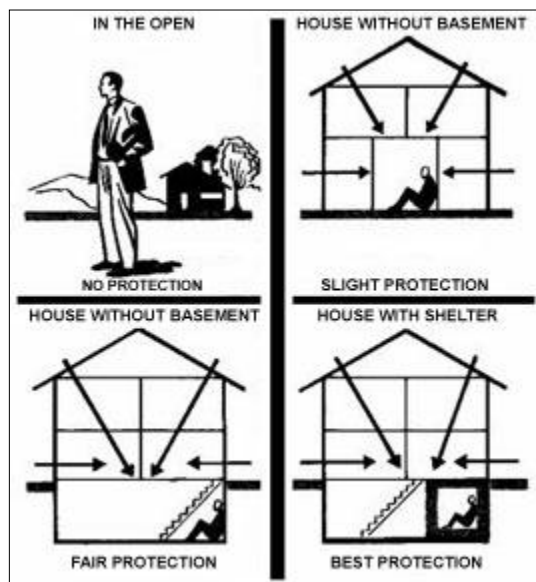 IN THE OPEN
NO PROTECTION
HOUSE WITHOUT BASEMENT
SLIGHT PROTECTION
HOUSE WITHOUT BASEMENT
FAIR PROTECTION
HOUSE WITH SHELTER
BEST PROTECTION